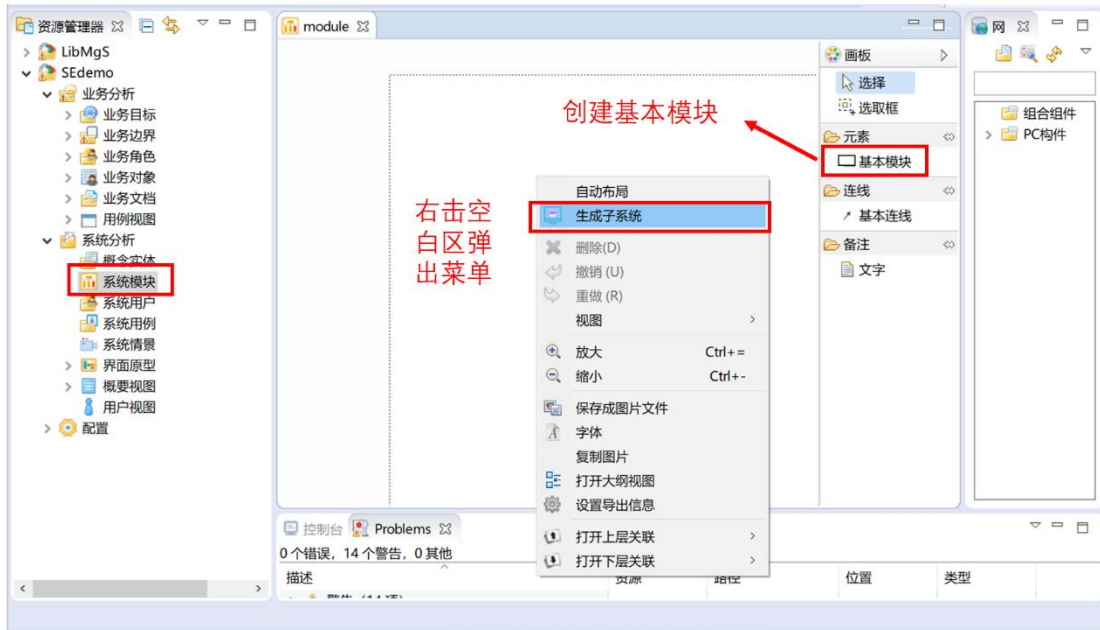 资源管理器
LibMgS
SEdemo
业务分析
业务目标
业务边界
业务角色
业务对象
业务文档
用例视图
系统分析
概念实体
系统模块
系统用户
系统用例
系统情景
界面原型
概要视图
用户视图
配置
module
创建基本模块
右击空
白区弹
出菜单
自动布局
生成子系统
删除(D)
撤销 (U)
重做 (R)
视图
放大 Ctrl+=
缩小 Ctrl+-
保存成图片文件
字体
复制图片
打开大纲视图
设置导出信息
打开上层关联
打开下层关联
画板
选择
选取框
元素
基本模块
连线
基本连线
备注
文字
网
组合组件
PC构件
控制台 Problems
0个错误，14个警告，0其他
描述 资源 路径 位置 类型
警告 (14 项)